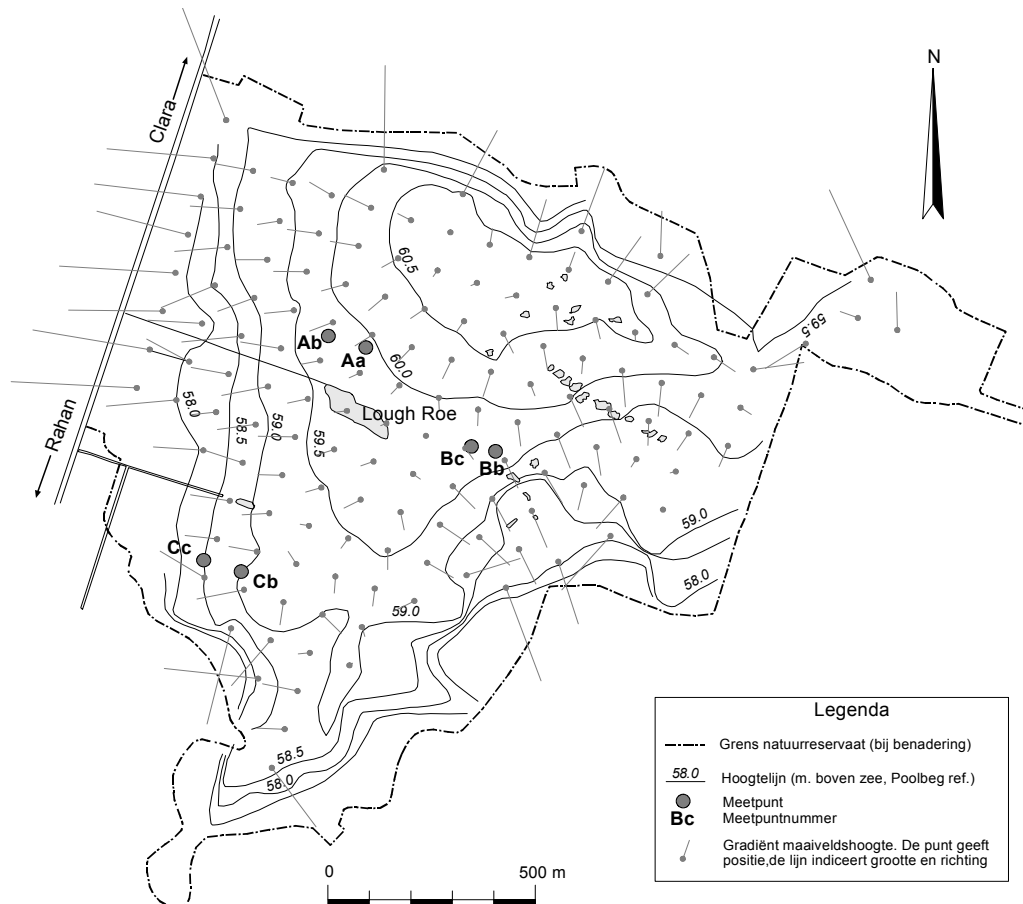 N
Clara
Rahan
60.5
Ab
Aa
60.0
59.5
58.0
58.5
59.0
59.5
Lough Roe
Bc
Bb
Cc
Cb
59.0
59.0
58.0
58.5
58.0
0 500 m
Legenda
Grens natuurreservaat (bij benadering)
58.0 Hoogtelijn (m. boven zee, Poolbeg ref.)
Meetpunt
Bc Meetpuntnummer
Gradiënt maaiveldshoogte. De punt geeft
positie,de lijn indiceert grootte en richting